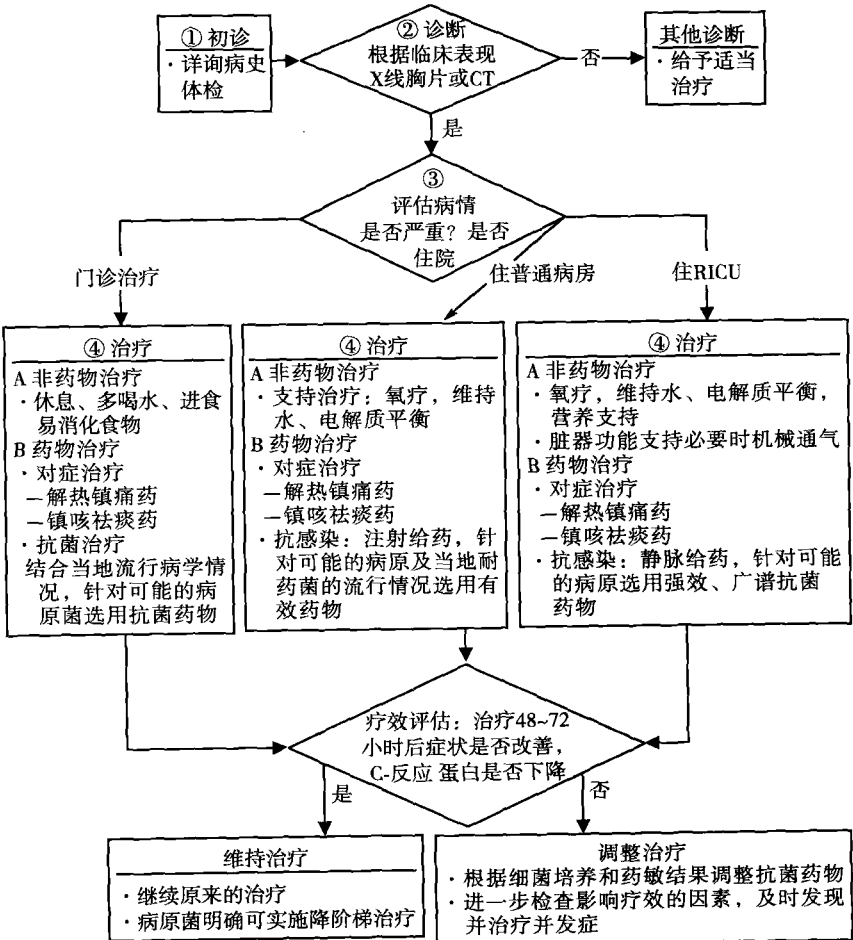 ① 初诊
·详询病史
体检
② 诊断
根据临床表现
X线胸片或CT
否
其他诊断
·给予适当
治疗
是
③
评估病情
是否严重？是否
住院
门诊治疗
住普通病房
住RICU
④ 治疗
A 非药物治疗
·休息、多喝水、进食
易消化食物
B 药物治疗
·对症治疗
—解热镇痛药
—镇咳祛痰药
·抗菌治疗
结合当地流行病学情
况，针对可能的病
原菌选用抗菌药物
④ 治疗
A 非药物治疗
·支持治疗：氧疗，维持
水、电解质平衡
B 药物治疗
·对症治疗
—解热镇痛药
—镇咳祛痰药
·抗感染：注射给药，针
对可能的病原及当地耐
药菌的流行情况选用有
效药物
④ 治疗
A 非药物治疗
·氧疗，维持水、电解质平衡，
营养支持
·脏器功能支持必要时机械通气
B 药物治疗
·对症治疗
—解热镇痛药
—镇咳祛痰药
·抗感染：静脉给药，针对可能
的病原选用强效、广谱抗菌
药物
疗效评估：治疗48~72
小时后症状是否改善，
C-反应 蛋白是否下降
是
否
维持治疗
·继续原来的治疗
·病原菌明确可实施降阶梯治疗
调整治疗
·根据细菌培养和药敏结果调整抗菌药物
·进一步检查影响疗效的因素，及时发现
并治疗并发症